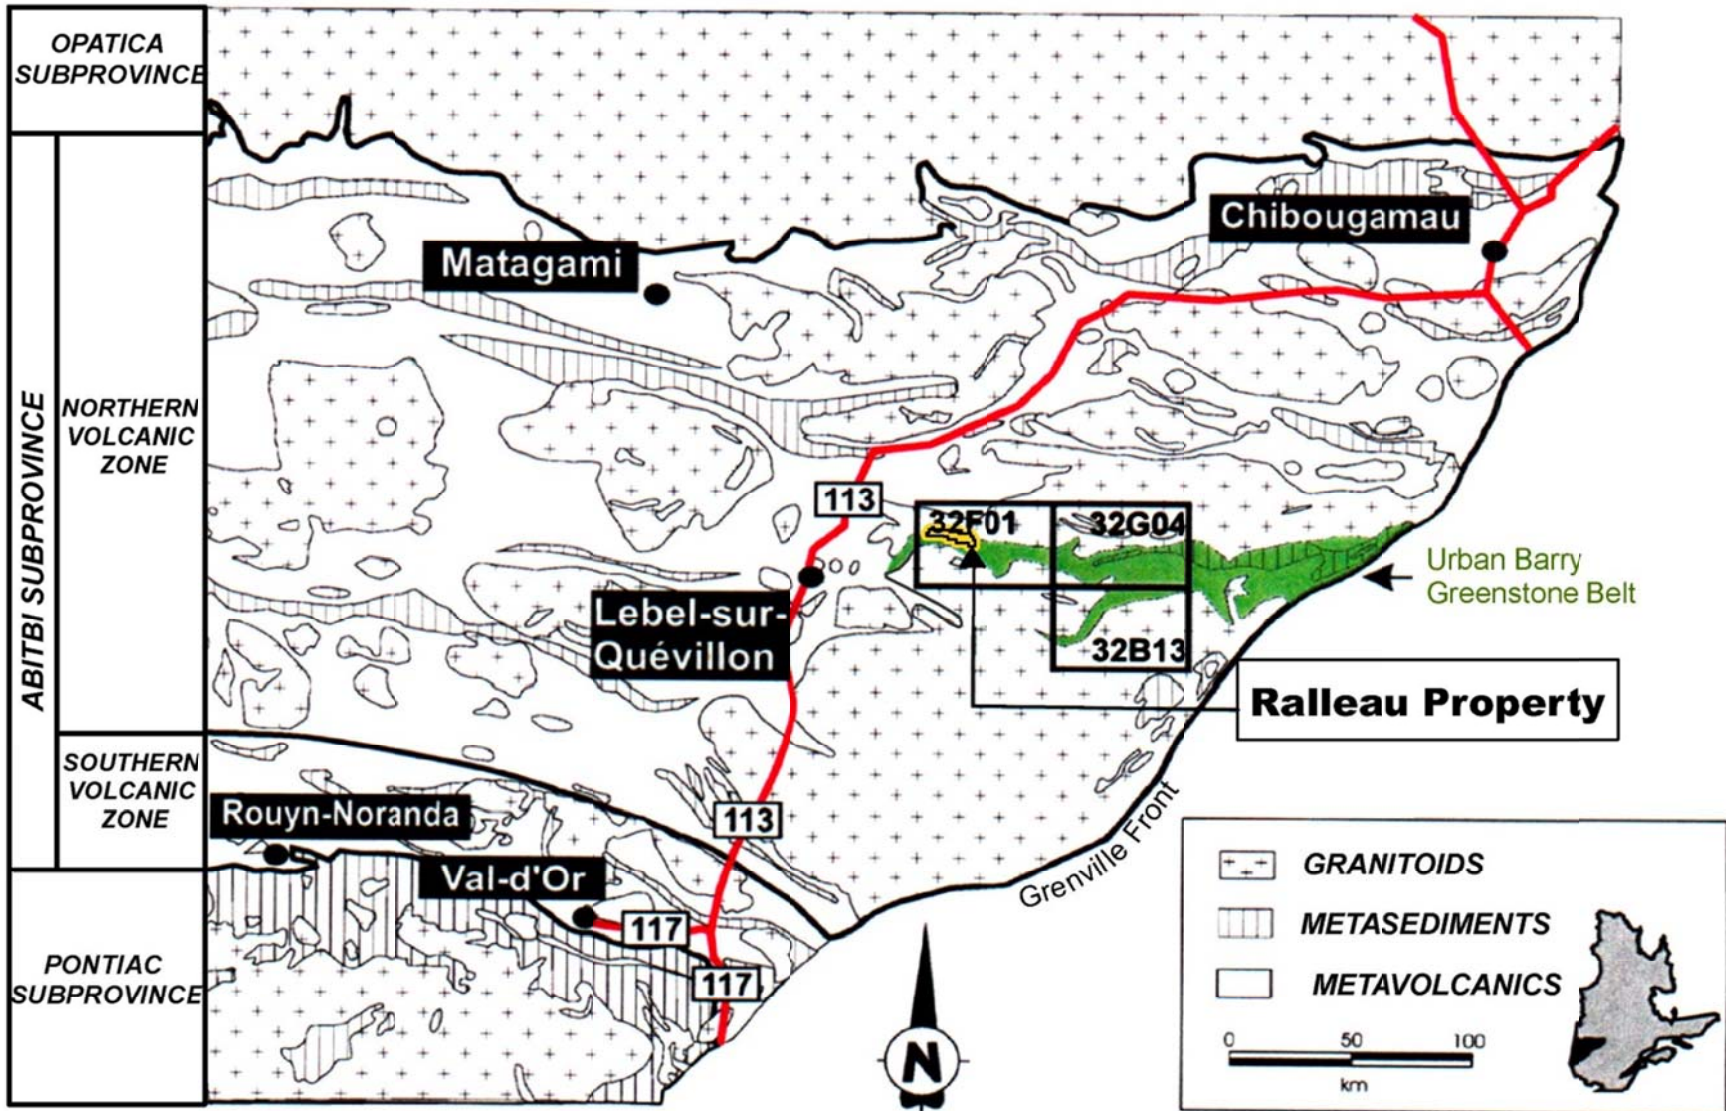 OPATICA
SUBPROVINCE
ABITBI SUBPROVINCE
NORTHERN
VOLCANIC
ZONE
SOUTHERN
VOLCANIC
ZONE
PONTIAC
SUBPROVINCE
Chibougamau
Matagami
113
32F01
32G04
Urban Barry
Greenstone Belt
Lebel-sur-
Quévillon
32B13
Ralleau Property
Rouyn-Noranda
113
Val-d'Or
117
117
Grenville Front
N
GRANITOIDS
METASEDIMENTS
METAVOLCANICS
0 50 100
km